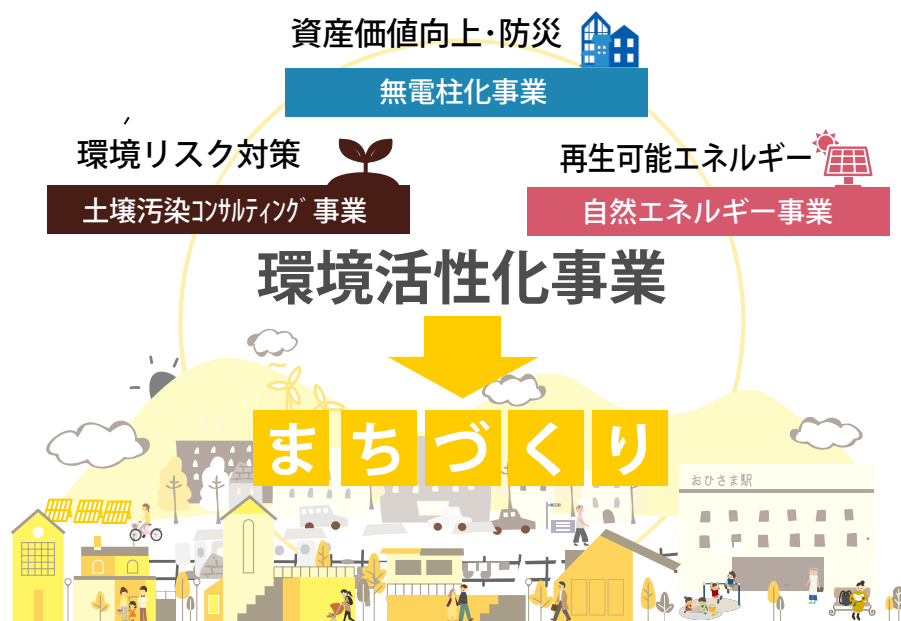 資産価値向上・防災
無電柱化事業
環境リスク対策
土壌汚染ｺﾝｻﾙﾃｨﾝｸﾞ事業
再生可能エネルギー
自然エネルギー事業
環境活性化事業
まちづくり
おひさま駅